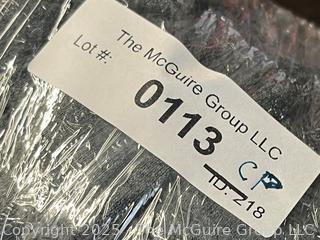 The McGuire Group LLC
Lot #:
0113
CP
ID: 218
Copyright 2025 The McGuire Group LLC